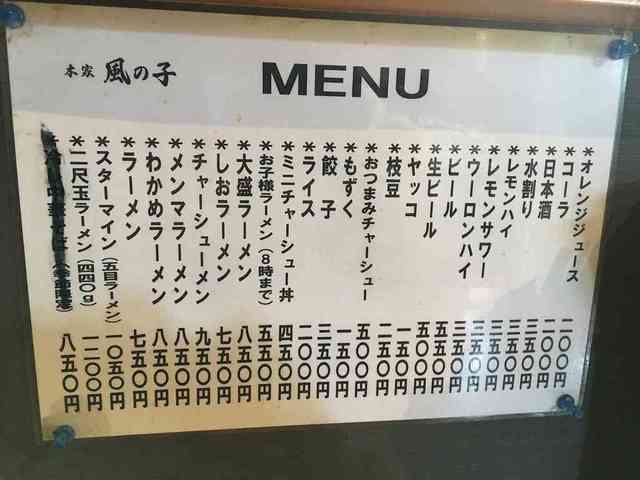 本家 風の子
MENU
*オレンジジュース 二〇〇円
*コーラ 二〇〇円
*日本酒 三〇〇円
*水割り 三五〇円
*レモンハイ 三五〇円
*レモンサワー 三五〇円
*ウーロンハイ 三五〇円
*ビール 五五〇円
*生ビール 五〇〇円
*ヤッコ 一五〇円
*枝豆 二五〇円
*おつまみチャーシュー 五〇〇円
*もずく 一五〇円
*餃子 三五〇円
*ライス 二〇〇円
*ミニチャーシュー丼 四五〇円
*お子様ラーメン(8時まで) 五五〇円
*大盛ラーメン 八五〇円
*しおラーメン 七五〇円
*チャーシューメン 九五〇円
*メンマラーメン 八五〇円
*わかめラーメン 八五〇円
*ラーメン 七五〇円
*スターマイン(五目ラーメン) 一〇五〇円
*二尺玉ラーメン(四四〇g) 一二〇〇円
*冷し中華そば(季節限定) 八五〇円